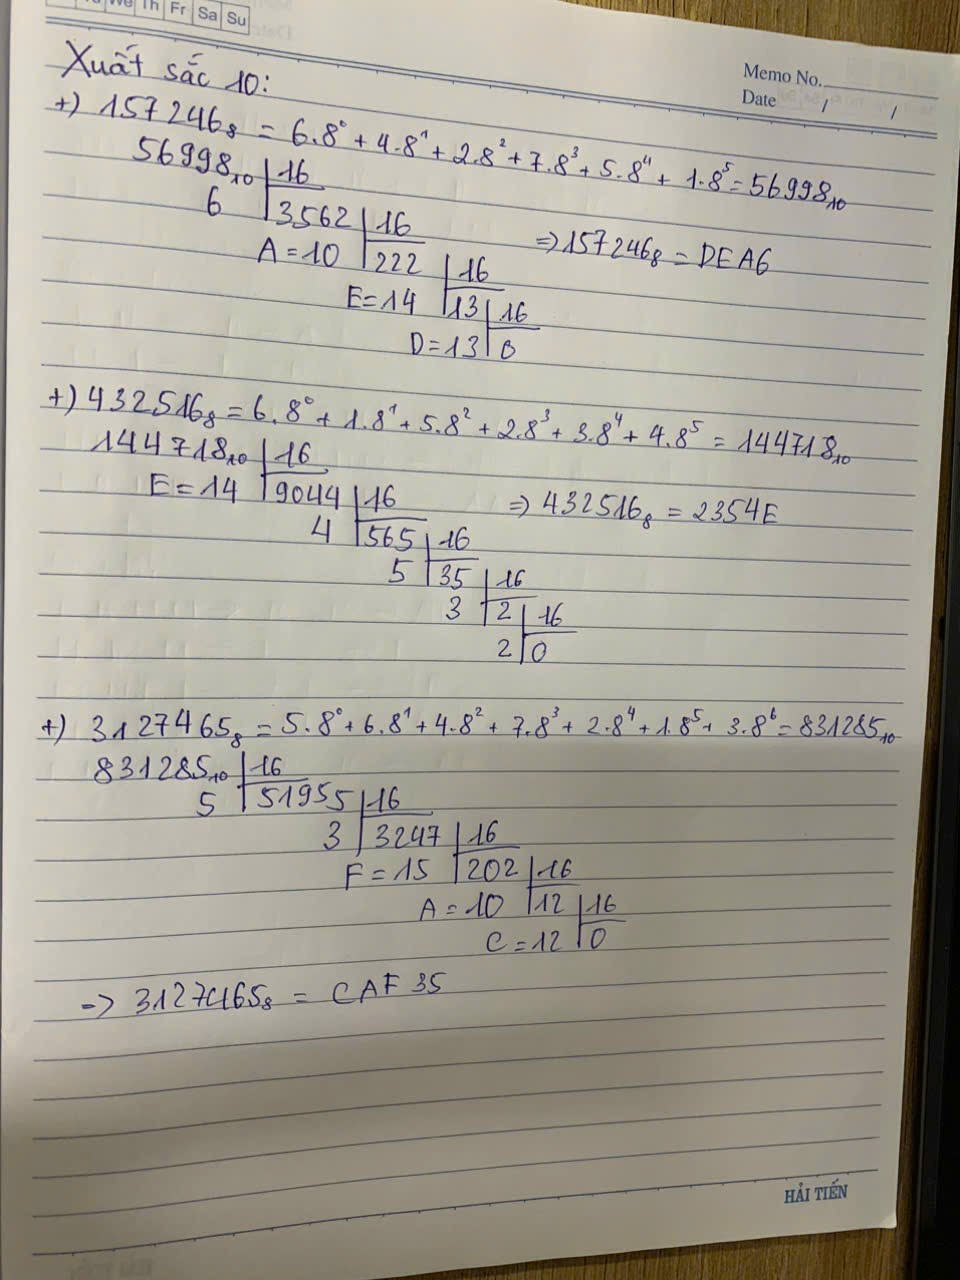 We Th Fr Sa Su
Memo No.
Date / /
Xuất sắc 10:
+) 157246₈ = 6.8⁰ + 4.8¹ + 2.8² + 7.8³ + 5.8⁴ + 1.8⁵ = 56998₁₀
56998₁₀ 16
6 3562 16
A = 10 222 16
E = 14 13 16
D = 13 0
=> 157246₈ = DEA6
+) 432516₈ = 6.8⁰ + 1.8¹ + 5.8² + 2.8³ + 3.8⁴ + 4.8⁵ = 144718₁₀
144718₁₀ 16
E = 14 9044 16
4 565 16
5 35 16
3 2 16
2 0
=> 432516₈ = 2354E
+) 3127465₈ = 5.8⁰ + 6.8¹ + 4.8² + 7.8³ + 2.8⁴ + 1.8⁵ + 3.8⁶ = 831285₁₀
831285₁₀ 16
5 51955 16
3 3247 16
F = 15 202 16
A = 10 12 16
C = 12 0
=> 3127465₈ = CAF35
HẢI TIẾN